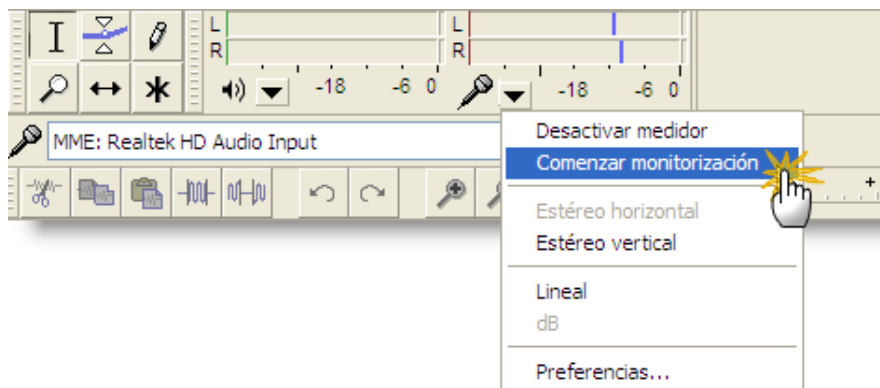 L L
R R
-18 -6 0 -18 -6 0
MME: Realtek HD Audio Input
Desactivar medidor
Comenzar monitorización
Estéreo horizontal
Estéreo vertical
Lineal
dB
Preferencias...